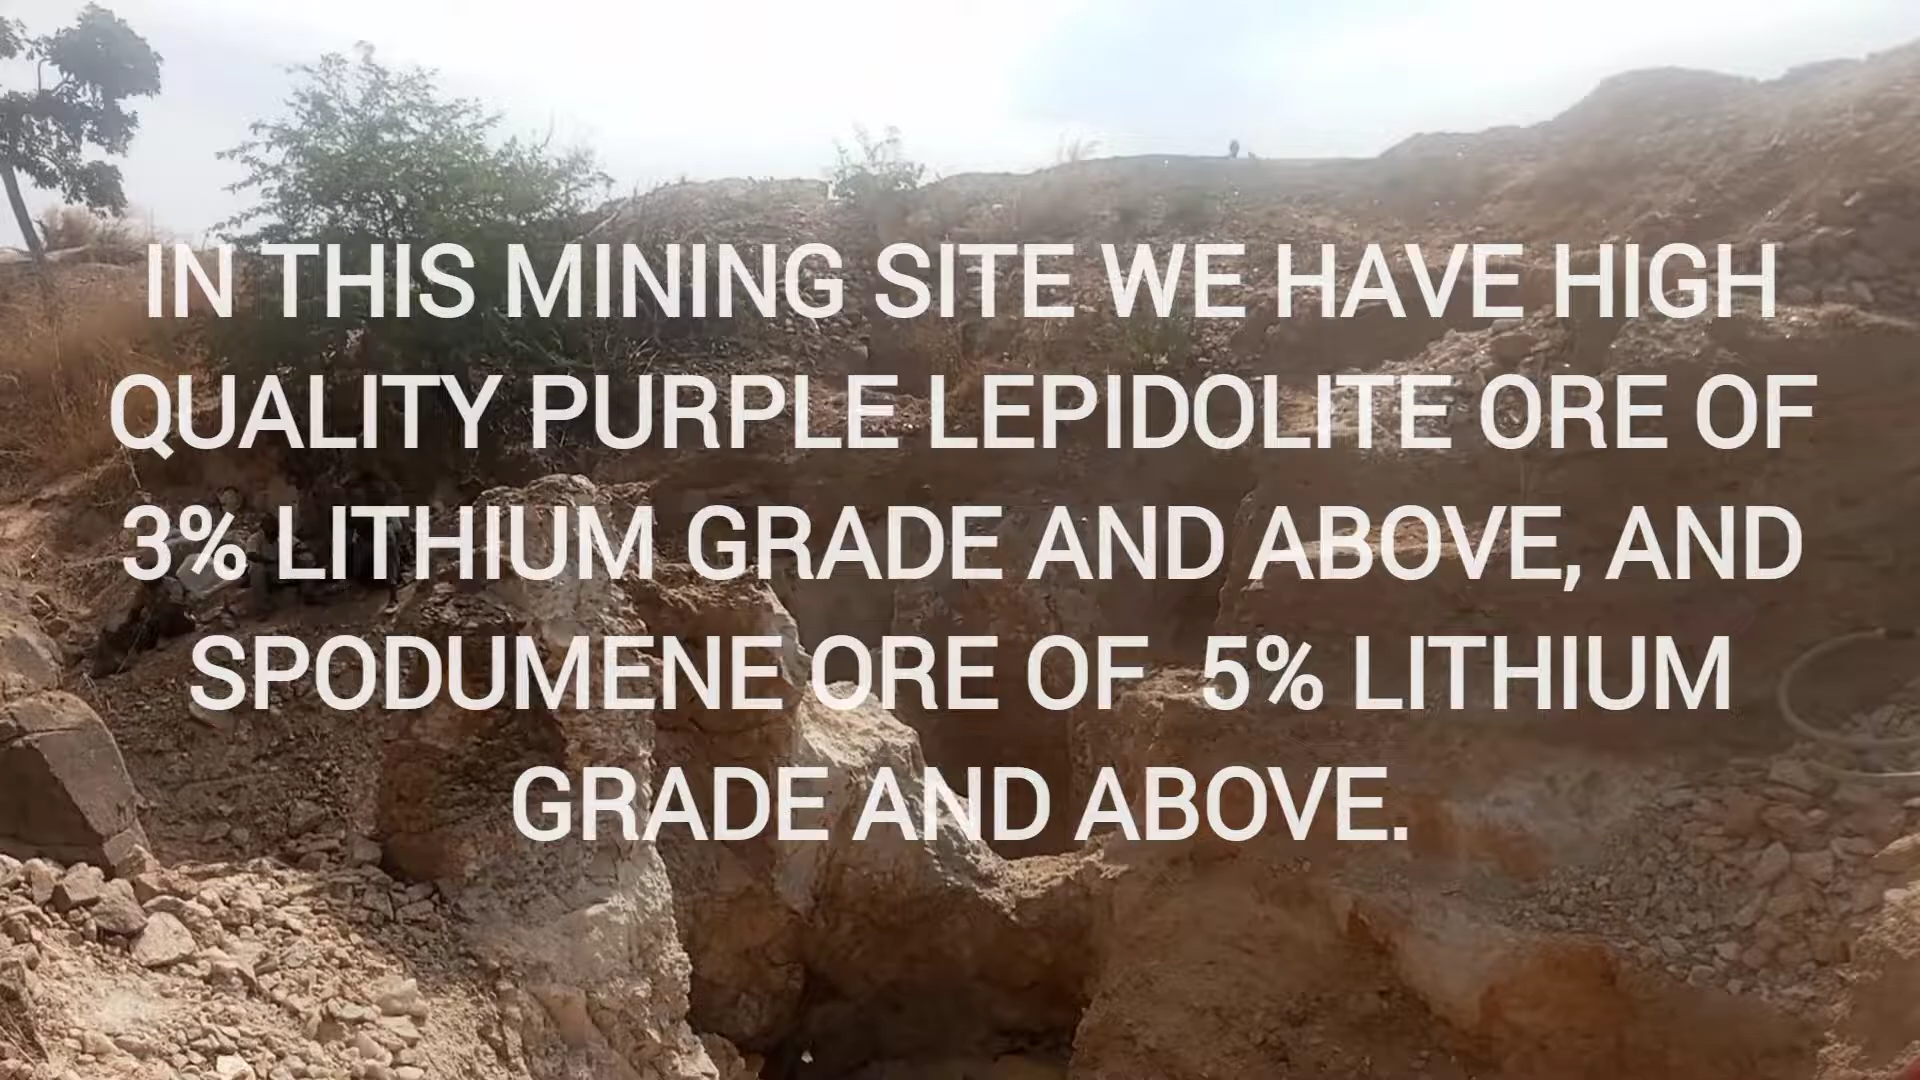 IN THIS MINING SITE WE HAVE HIGH
QUALITY PURPLE LEPIDOLITE ORE OF
3% LITHIUM GRADE AND ABOVE, AND
SPODUMENE ORE OF  5% LITHIUM
GRADE AND ABOVE.